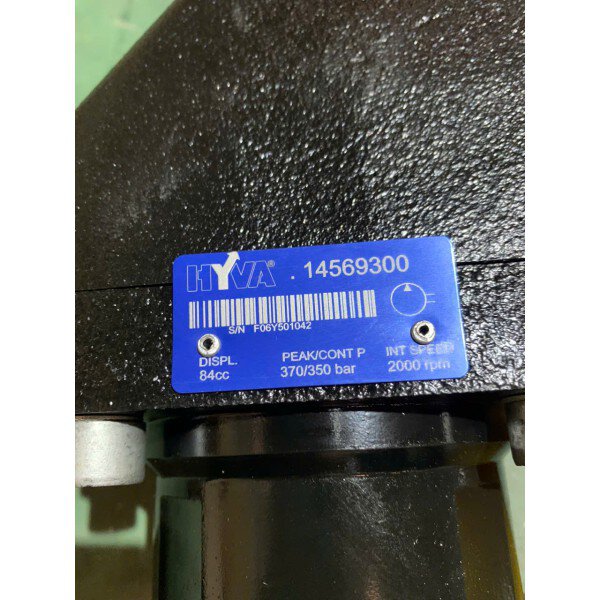 HYVA® . 14569300
S/N F06Y501042
DISPL. PEAK/CONT P INT SPEED
84cc 370/350 bar 2000 rpm